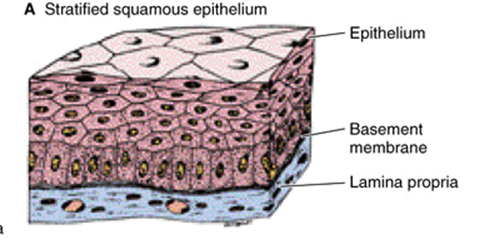 A Stratified squamous epithelium
Epithelium
Basement
membrane
Lamina propria
a